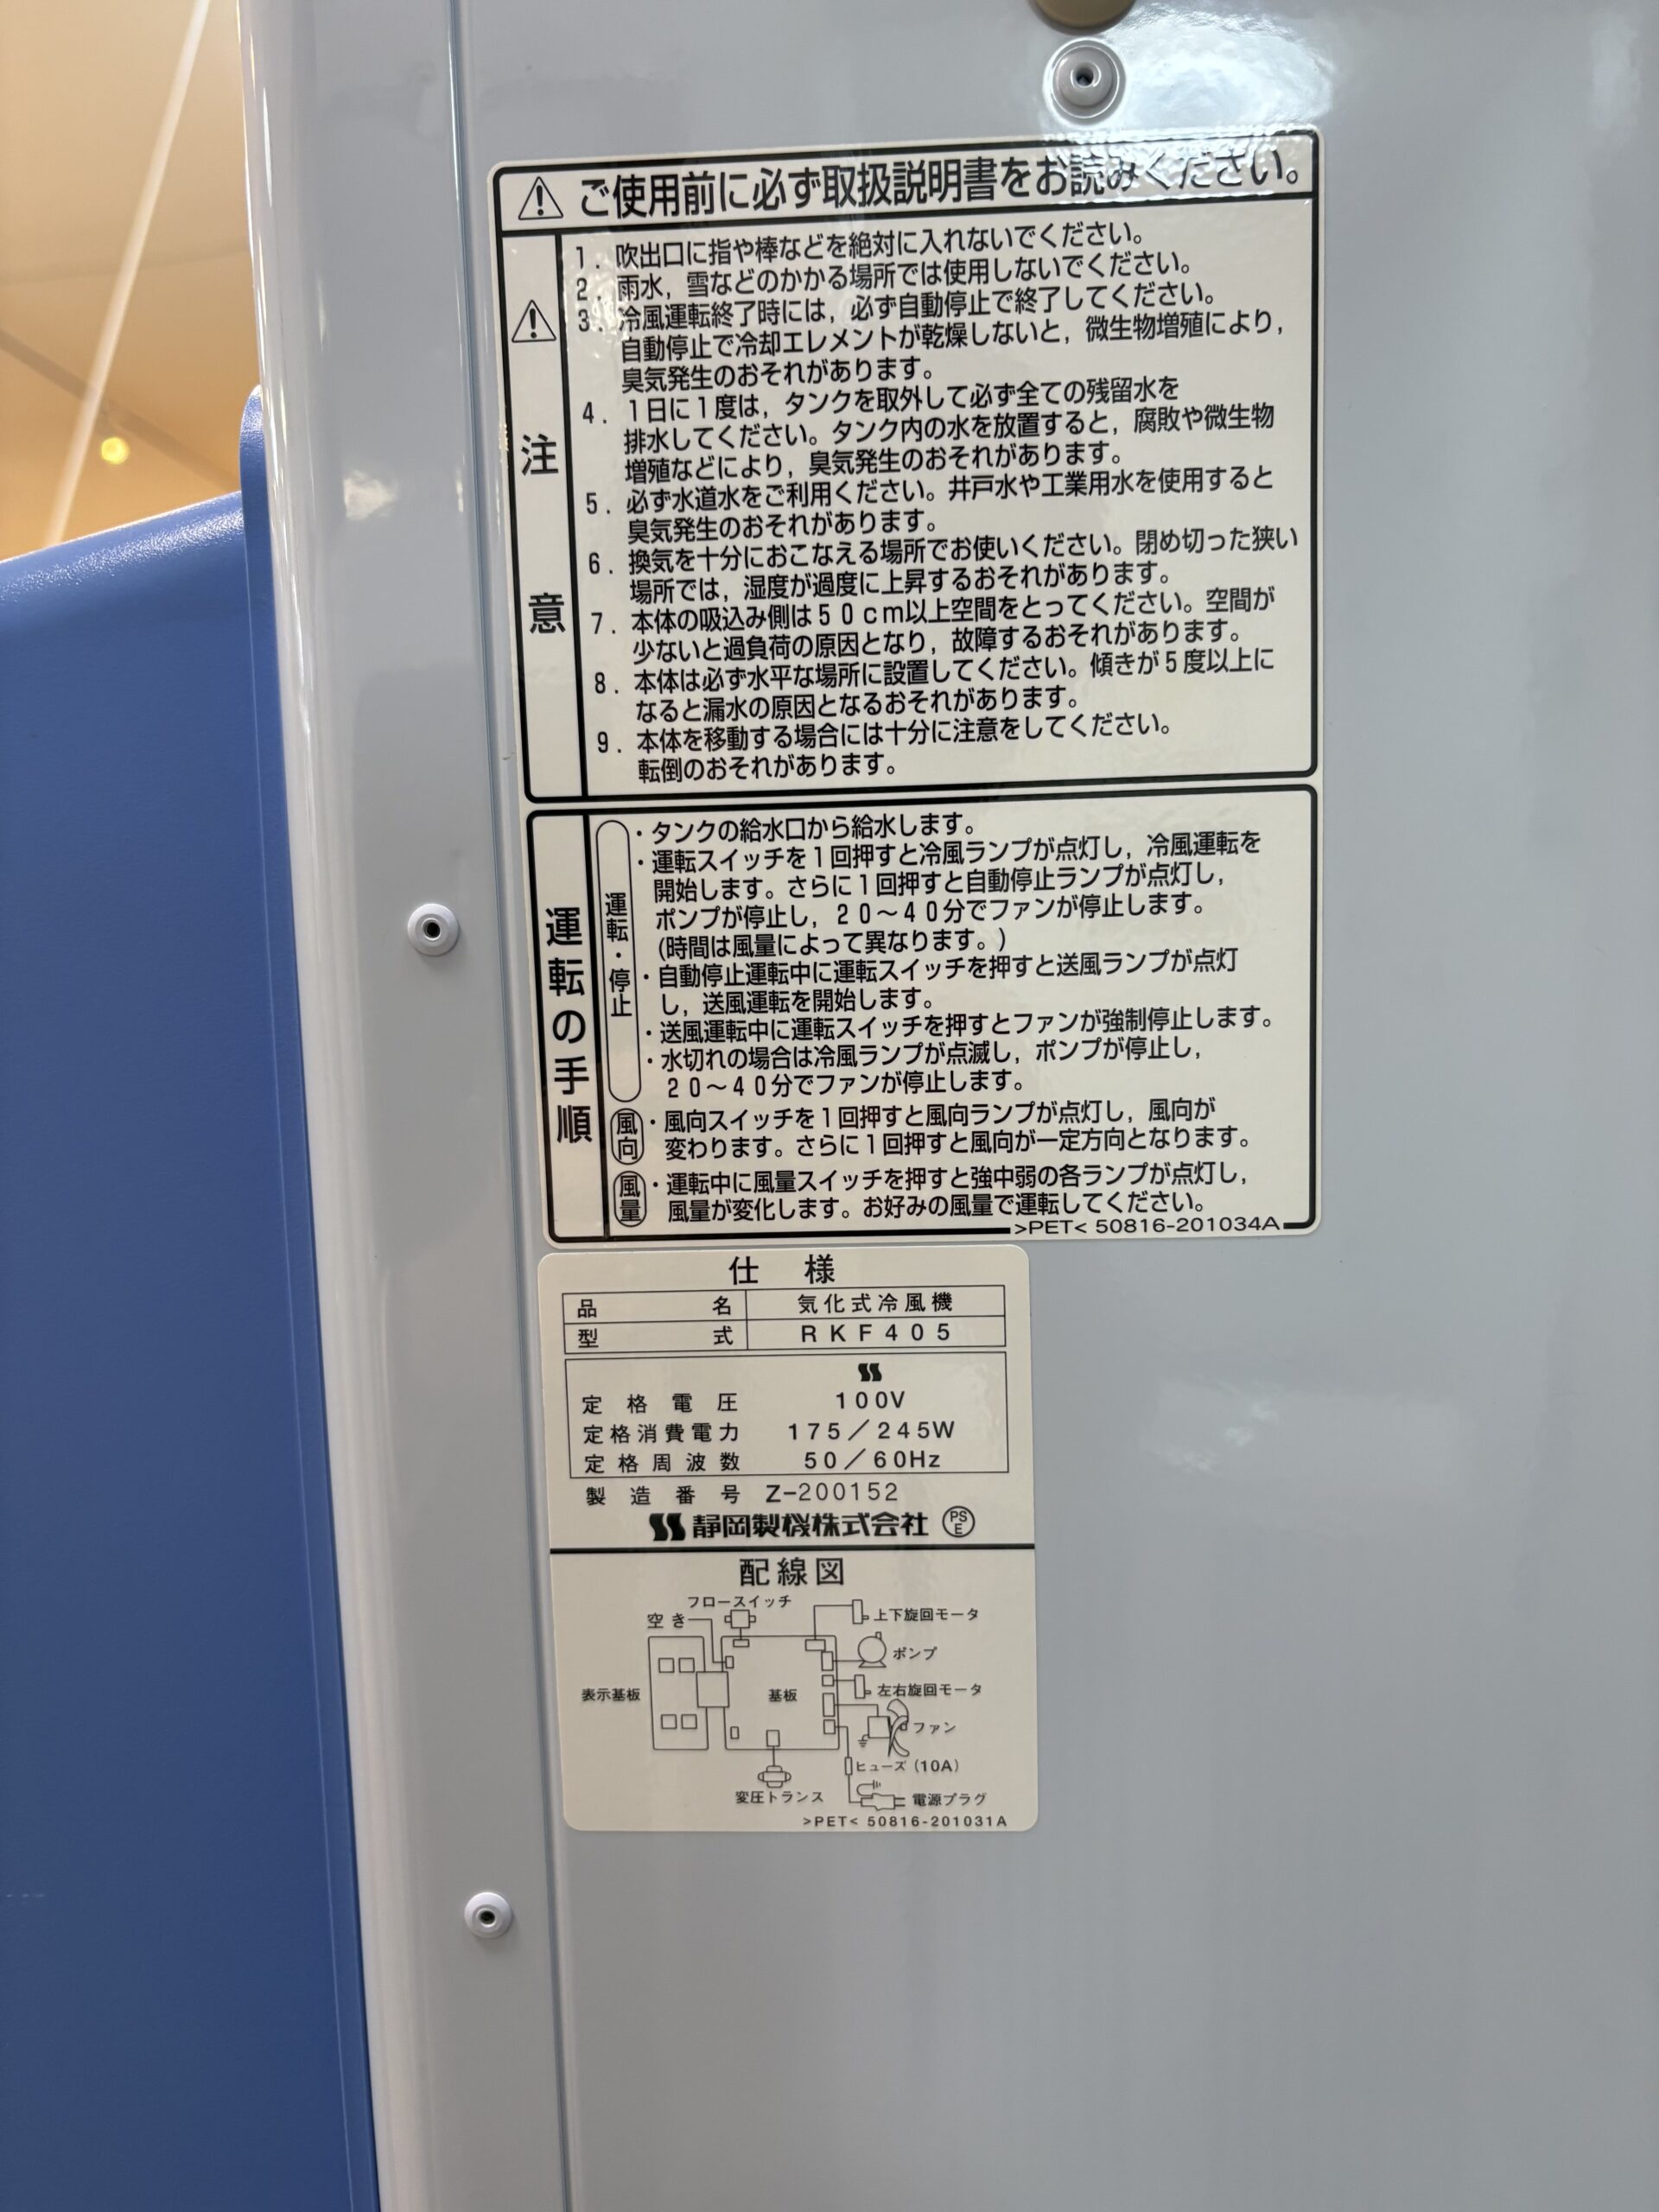 ご使用前に必ず取扱説明書をお読みください。
注意
1. 吹出口に指や棒などを絶対に入れないでください。
2. 雨水，雪などのかかる場所では使用しないでください。
3. 冷風運転終了時には，必ず自動停止で終了してください。
自動停止で冷却エレメントが乾燥しないと，微生物増殖により，
臭気発生のおそれがあります。
4. 1日に1度は，タンクを取外して必ず全ての残留水を
排水してください。タンク内の水を放置すると，腐敗や微生物
増殖などにより，臭気発生のおそれがあります。
5. 必ず水道水をご利用ください。井戸水や工業用水を使用すると
臭気発生のおそれがあります。
6. 換気を十分におこなえる場所でお使いください。閉め切った狭い
場所では，湿度が過度に上昇するおそれがあります。
7. 本体の吸込み側は50cm以上空間をとってください。空間が
少ないと過負荷の原因となり，故障するおそれがあります。
8. 本体は必ず水平な場所に設置してください。傾きが5度以上に
なると漏水の原因となるおそれがあります。
9. 本体を移動する場合には十分に注意をしてください。
転倒のおそれがあります。
運転の手順
運転・停止
・タンクの給水口から給水します。
・運転スイッチを1回押すと冷風ランプが点灯し，冷風運転を
開始します。さらに1回押すと自動停止ランプが点灯し，
ポンプが停止し，20～40分でファンが停止します。
(時間は風量によって異なります。)
・自動停止運転中に運転スイッチを押すと送風ランプが点灯
し，送風運転を開始します。
・送風運転中に運転スイッチを押すとファンが強制停止します。
・水切れの場合は冷風ランプが点滅し，ポンプが停止し，
20～40分でファンが停止します。
風向
・風向スイッチを1回押すと風向ランプが点灯し，風向が
変わります。さらに1回押すと風向が一定方向となります。
風量
・運転中に風量スイッチを押すと強中弱の各ランプが点灯し，
風量が変化します。お好みの風量で運転してください。
>PET< 50816-201034A
仕様
品名 気化式冷風機
型式 RKF405
定格電圧 100V
定格消費電力 175／245W
定格周波数 50／60Hz
製造番号 Z-200152
静岡製機株式会社 PSE
配線図
フロースイッチ
空き
上下旋回モータ
ポンプ
表示基板
基板
左右旋回モータ
ファン
ヒューズ (10A)
変圧トランス
電源プラグ
>PET< 50816-201031A